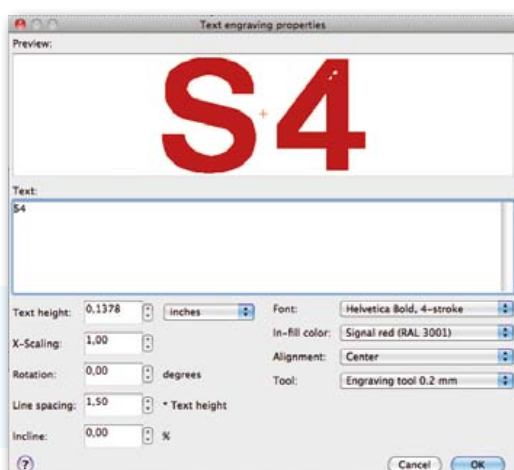 Text engraving properties
Preview:
S4
Text:
S4
Text height: 0,1378 inches Font: Helvetica Bold, 4-stroke
X-Scaling: 1,00 In-fill color: Signal red (RAL 3001)
Rotation: 0,00 degrees Alignment: Center
Tool: Engraving tool 0.2 mm
Line spacing: 1,50 * Text height
Incline: 0,00 %
? Cancel OK